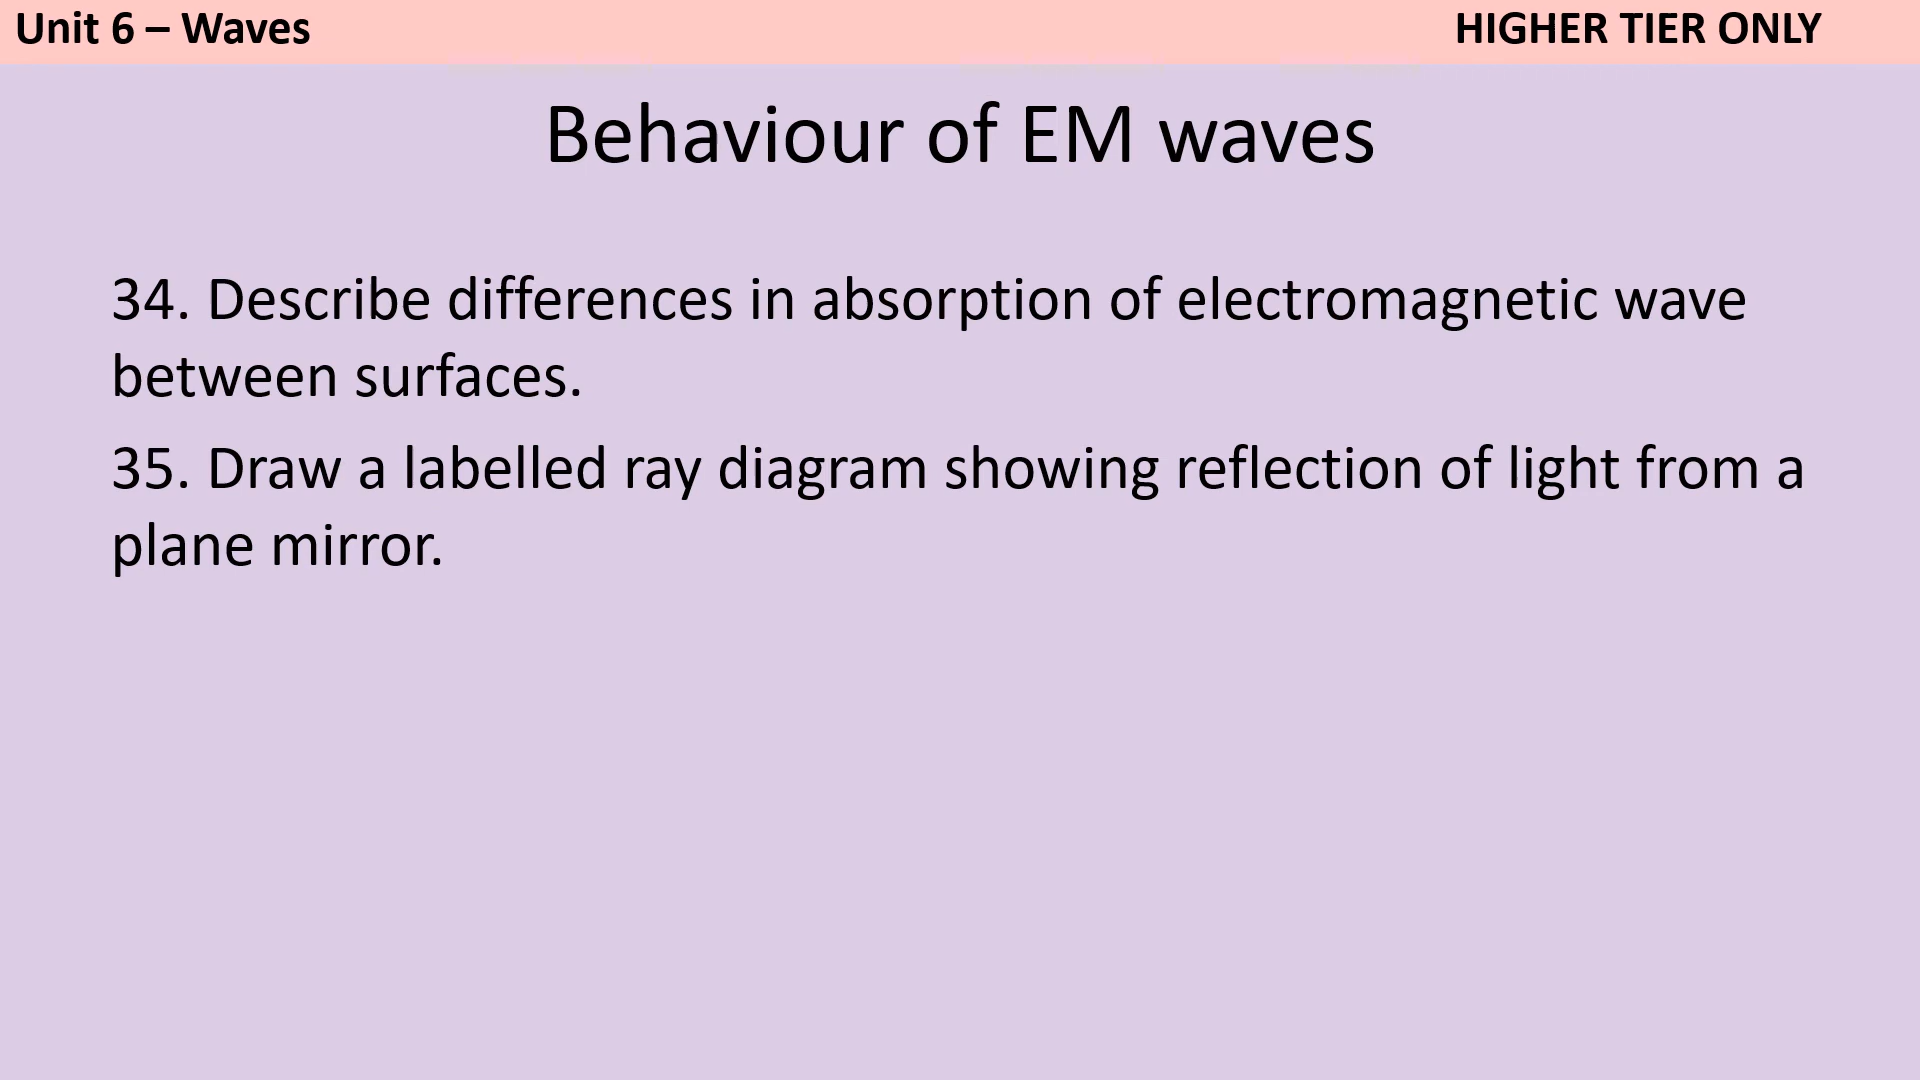 Unit 6 – Waves
HIGHER TIER ONLY
Behaviour of EM waves
34. Describe differences in absorption of electromagnetic wave
between surfaces.
35. Draw a labelled ray diagram showing reflection of light from a
plane mirror.